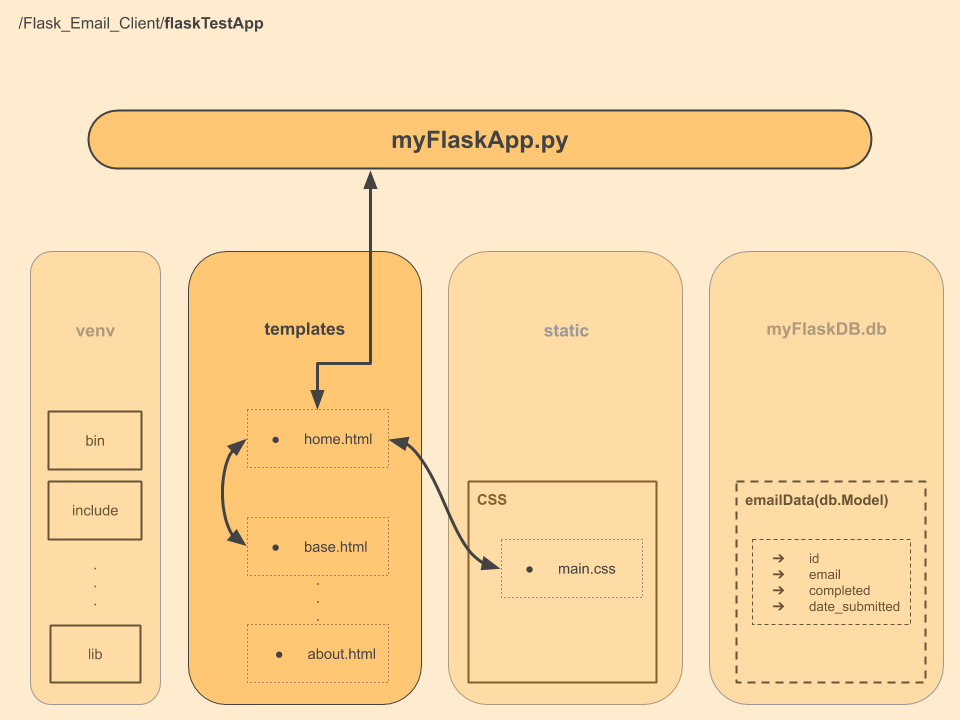 /Flask_Email_Client/flaskTestApp
myFlaskApp.py
venv
bin
include
.
.
.
lib
templates
● home.html
● base.html
.
.
.
● about.html
static
CSS
● main.css
myFlaskDB.db
emailData(db.Model)
➔ id
➔ email
➔ completed
➔ date_submitted